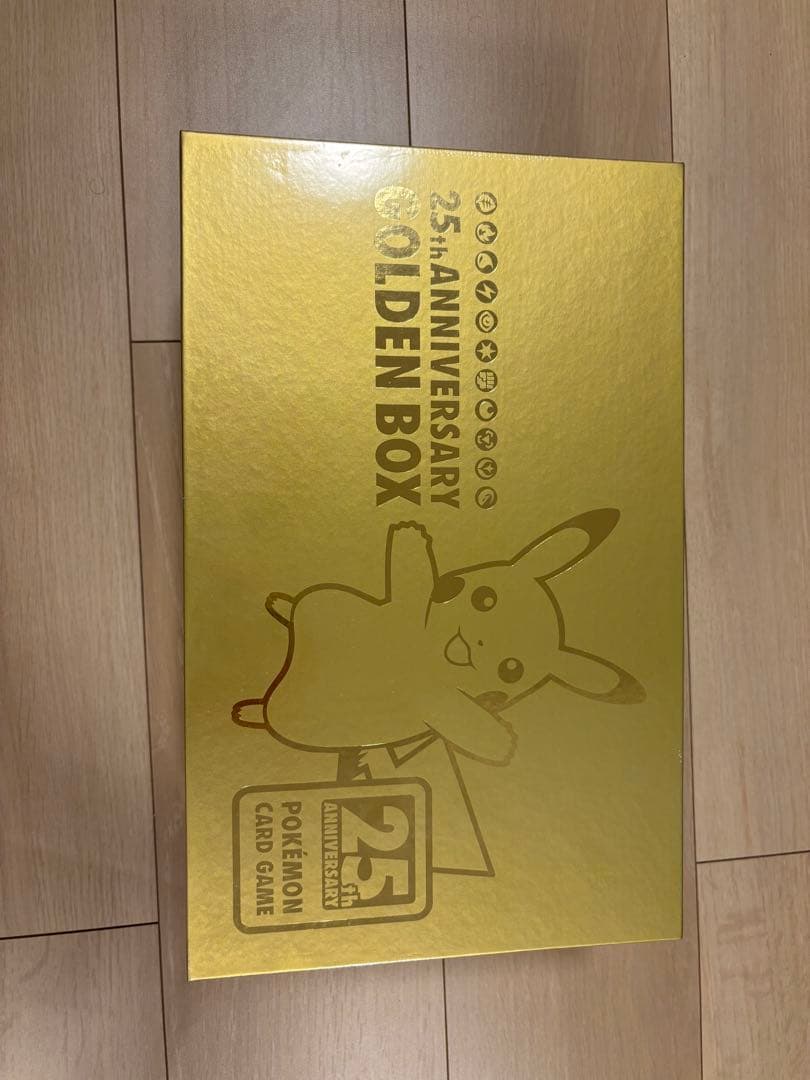 25th ANNIVERSARY
GOLDEN BOX
25th
ANNIVERSARY
POKÉMON
CARD GAME